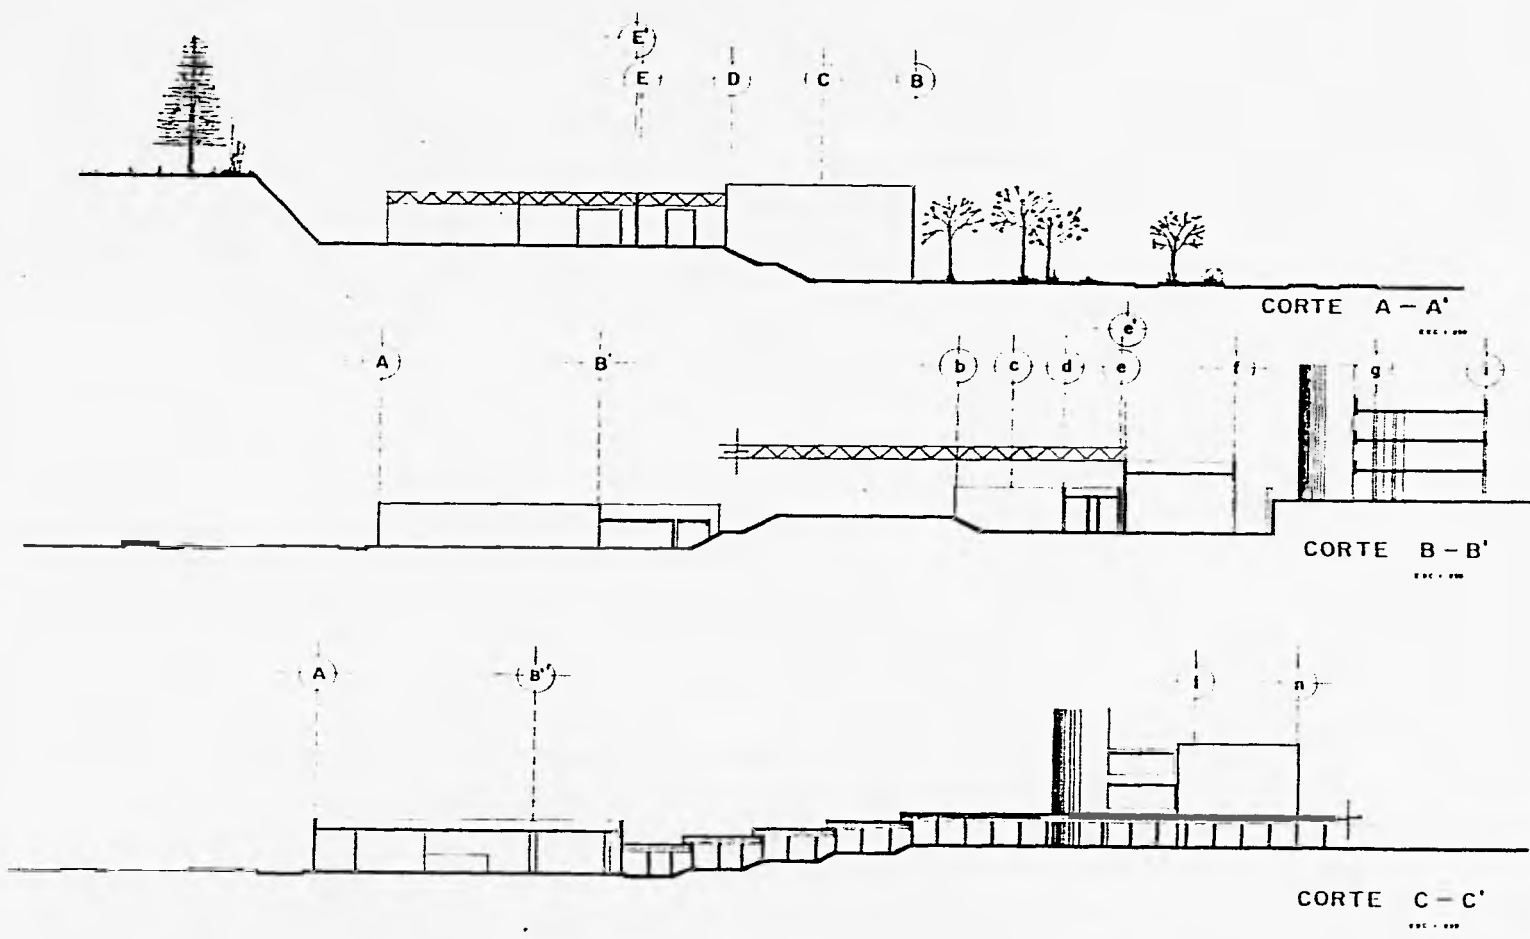 E'
E D C B
CORTE A – A'
e'
A B' b c d e f g i
CORTE B – B'
A B'' l n
CORTE C – C'